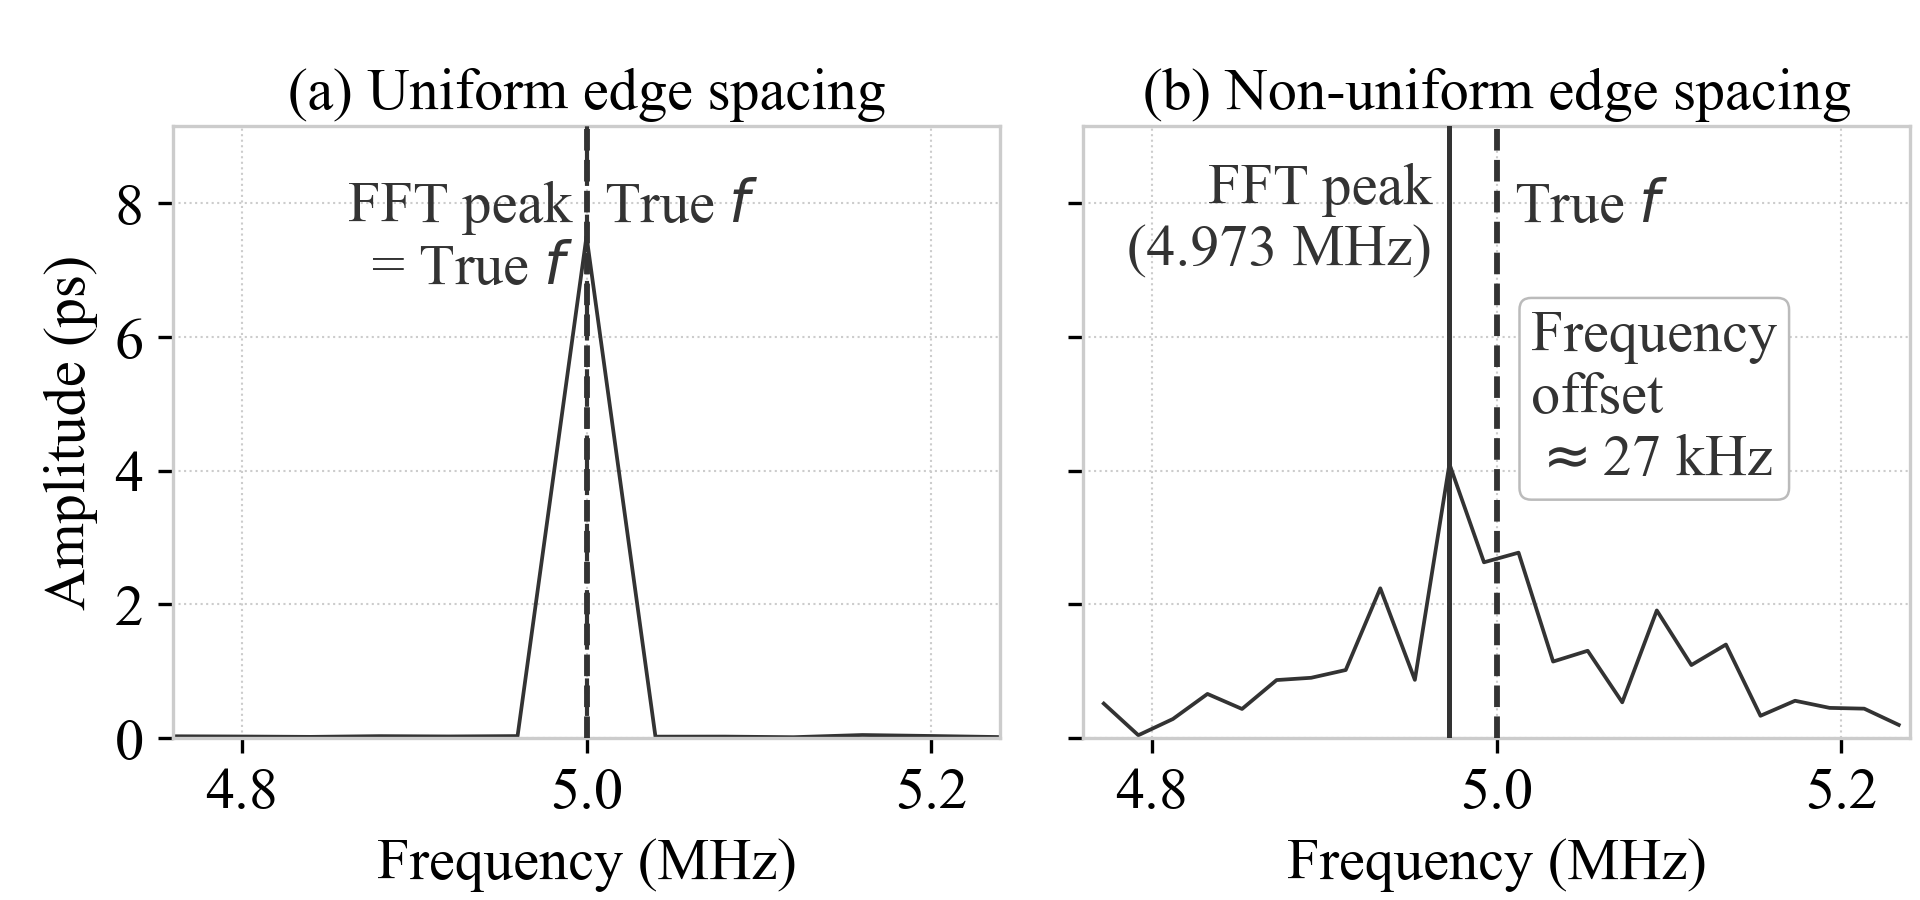 (a) Uniform edge spacing
FFT peak
= True f
True f
8
6
4
2
0
Amplitude (ps)
4.8
5.0
5.2
Frequency (MHz)
(b) Non-uniform edge spacing
FFT peak
(4.973 MHz)
True f
Frequency
offset
≈ 27 kHz
4.8
5.0
5.2
Frequency (MHz)